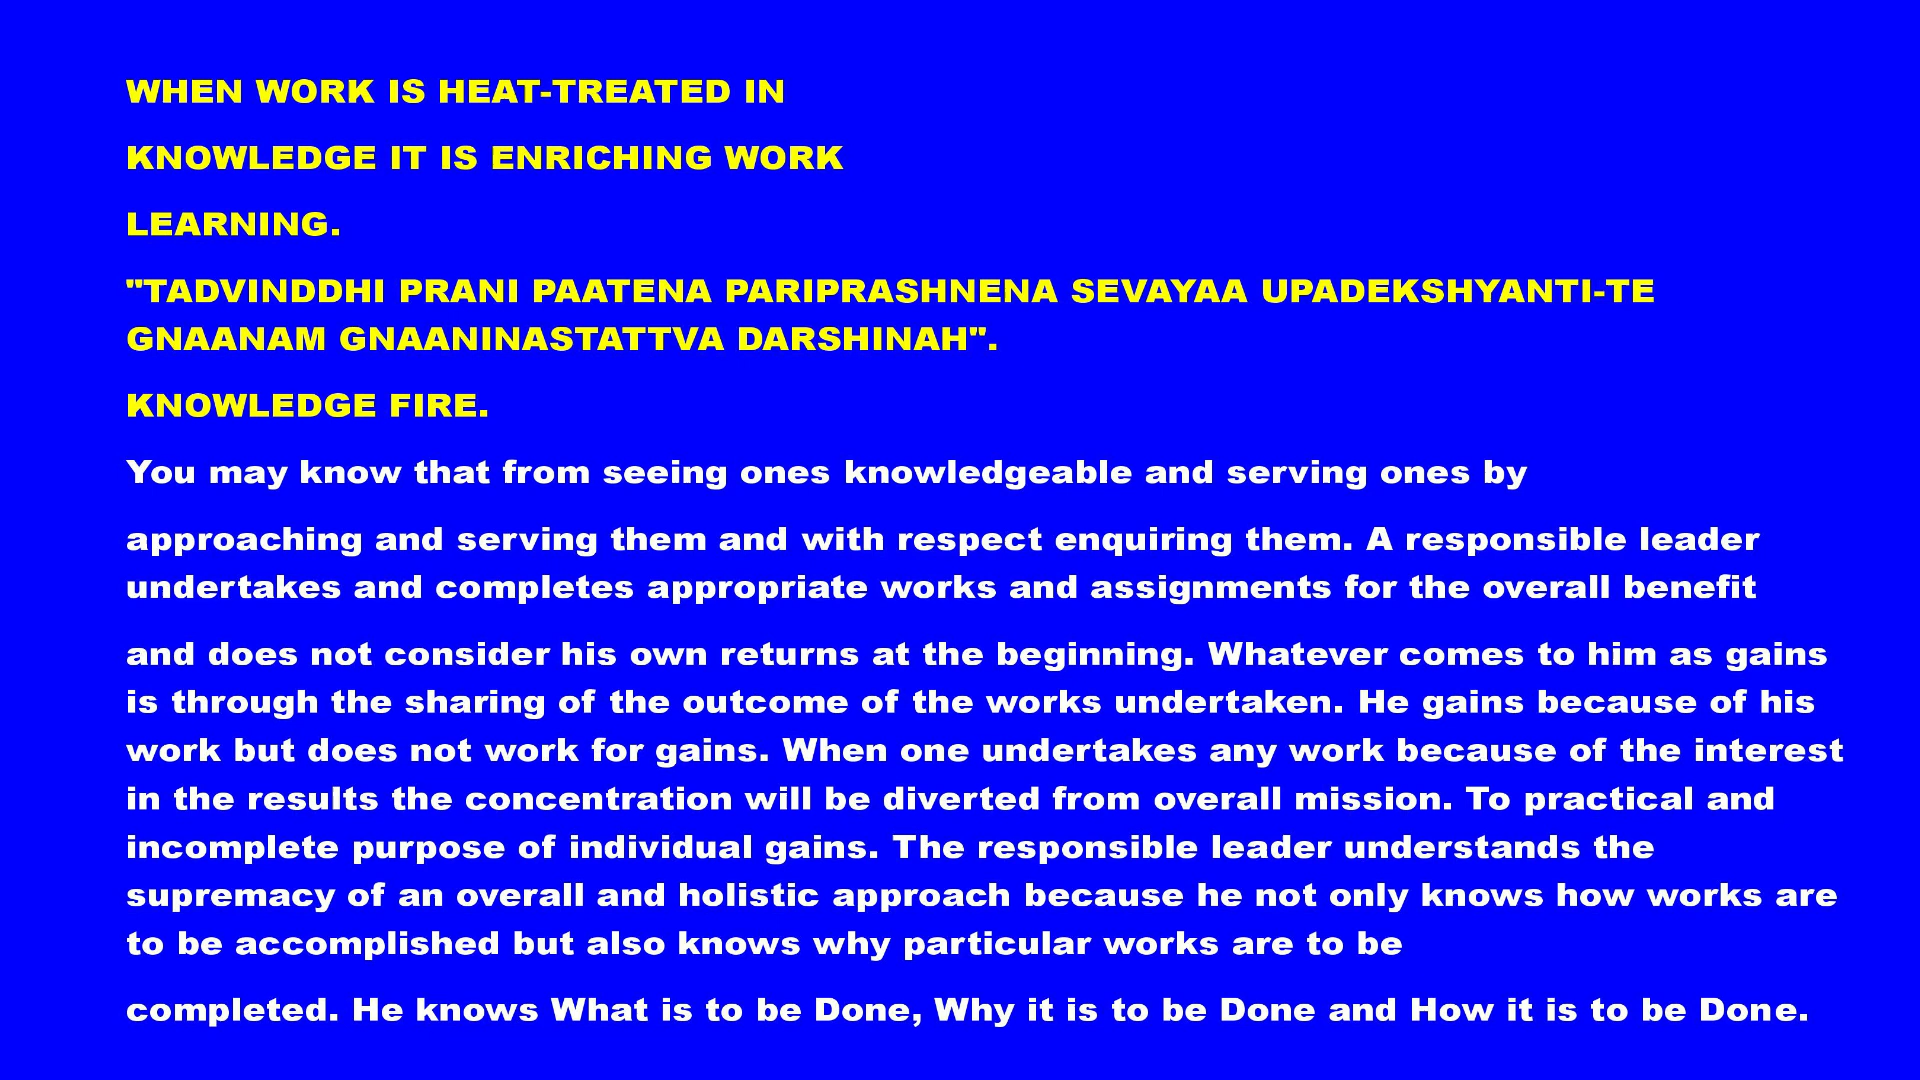 WHEN WORK IS HEAT-TREATED IN
KNOWLEDGE IT IS ENRICHING WORK
LEARNING.
"TADVINDDHI PRANI PAATENA PARIPRASHNENA SEVAYAA UPADEKSHYANTI-TE
GNAANAM GNAANINASTATTVA DARSHINAH".
KNOWLEDGE FIRE.
You may know that from seeing ones knowledgeable and serving ones by
approaching and serving them and with respect enquiring them. A responsible leader
undertakes and completes appropriate works and assignments for the overall benefit
and does not consider his own returns at the beginning. Whatever comes to him as gains
is through the sharing of the outcome of the works undertaken. He gains because of his
work but does not work for gains. When one undertakes any work because of the interest
in the results the concentration will be diverted from overall mission. To practical and
incomplete purpose of individual gains. The responsible leader understands the
supremacy of an overall and holistic approach because he not only knows how works are
to be accomplished but also knows why particular works are to be
completed. He knows What is to be Done, Why it is to be Done and How it is to be Done.